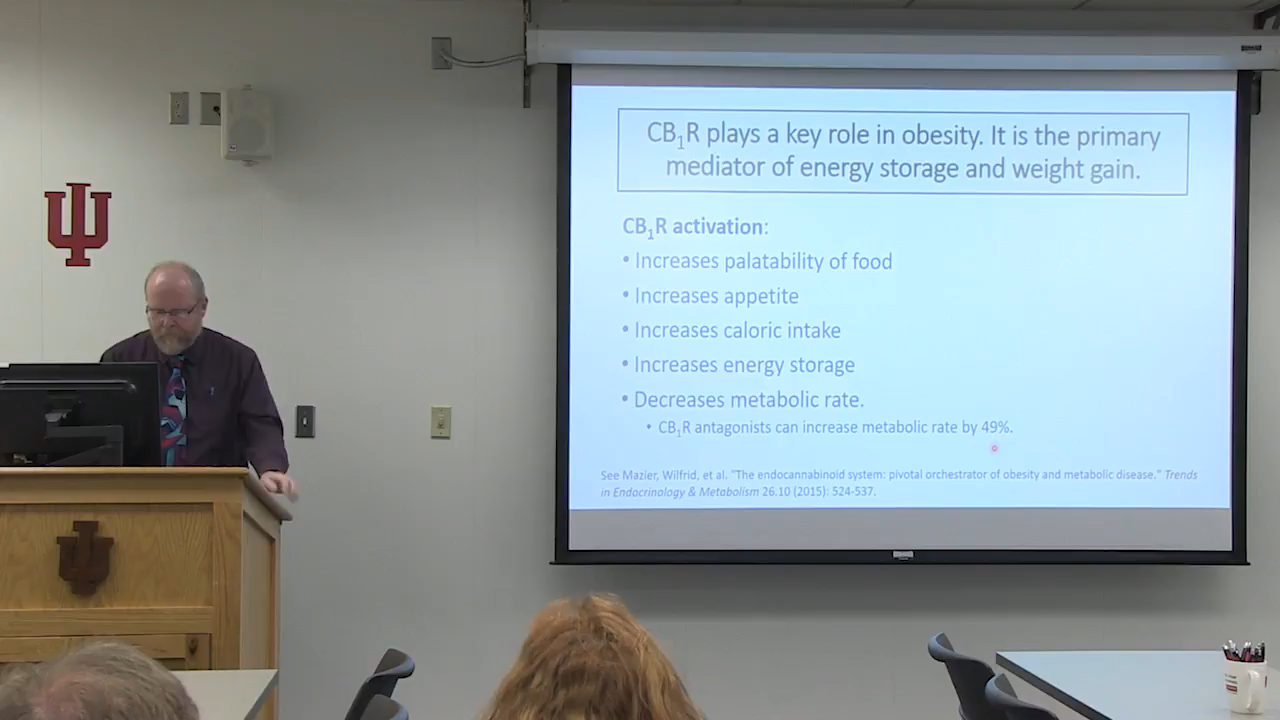 CB₁R plays a key role in obesity. It is the primary
mediator of energy storage and weight gain.
CB₁R activation:
• Increases palatability of food
• Increases appetite
• Increases caloric intake
• Increases energy storage
• Decreases metabolic rate.
• CB₁R antagonists can increase metabolic rate by 49%.
See Mazier, Wilfrid, et al. "The endocannabinoid system: pivotal orchestrator of obesity and metabolic disease." Trends
in Endocrinology & Metabolism 26.10 (2015): 524-537.